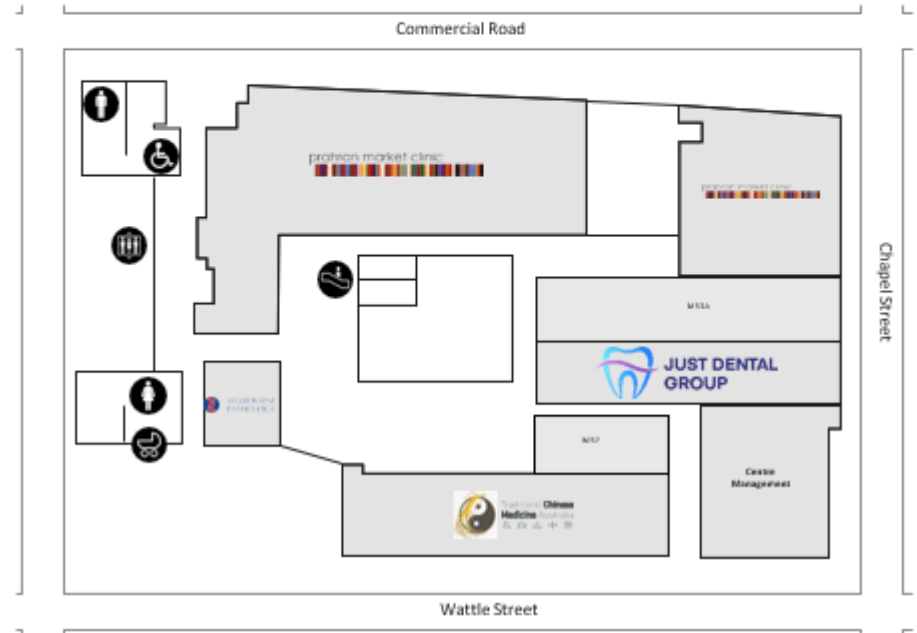 Commercial Road
prahran market clinic
prahran market clinic
Chapel Street
JUST DENTAL
GROUP
Centre
Management
Traditional Chinese
Medicine Australia
Wattle Street